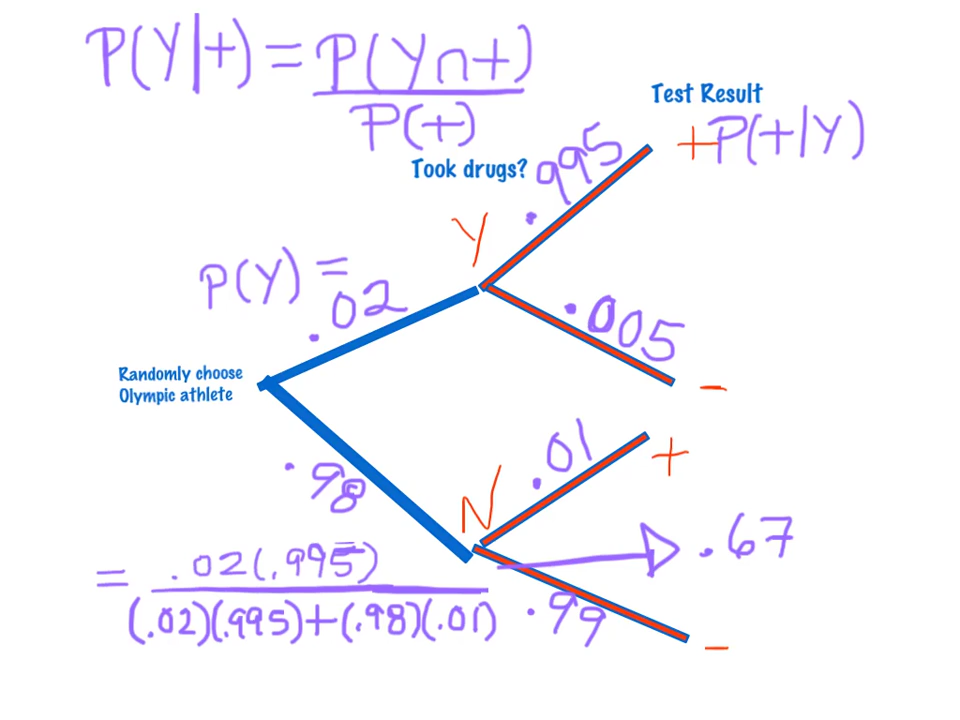 P(Y|+) = P(Y∩+)
P(+)
Test Result
+P(+|Y)
Took drugs?
.995
Y
P(Y) =
.02
.005
Randomly choose
Olympic athlete
-
.01
+
.98
N
.67
= .02(.995)
(.02)(.995)+(.98)(.01)
.99
-